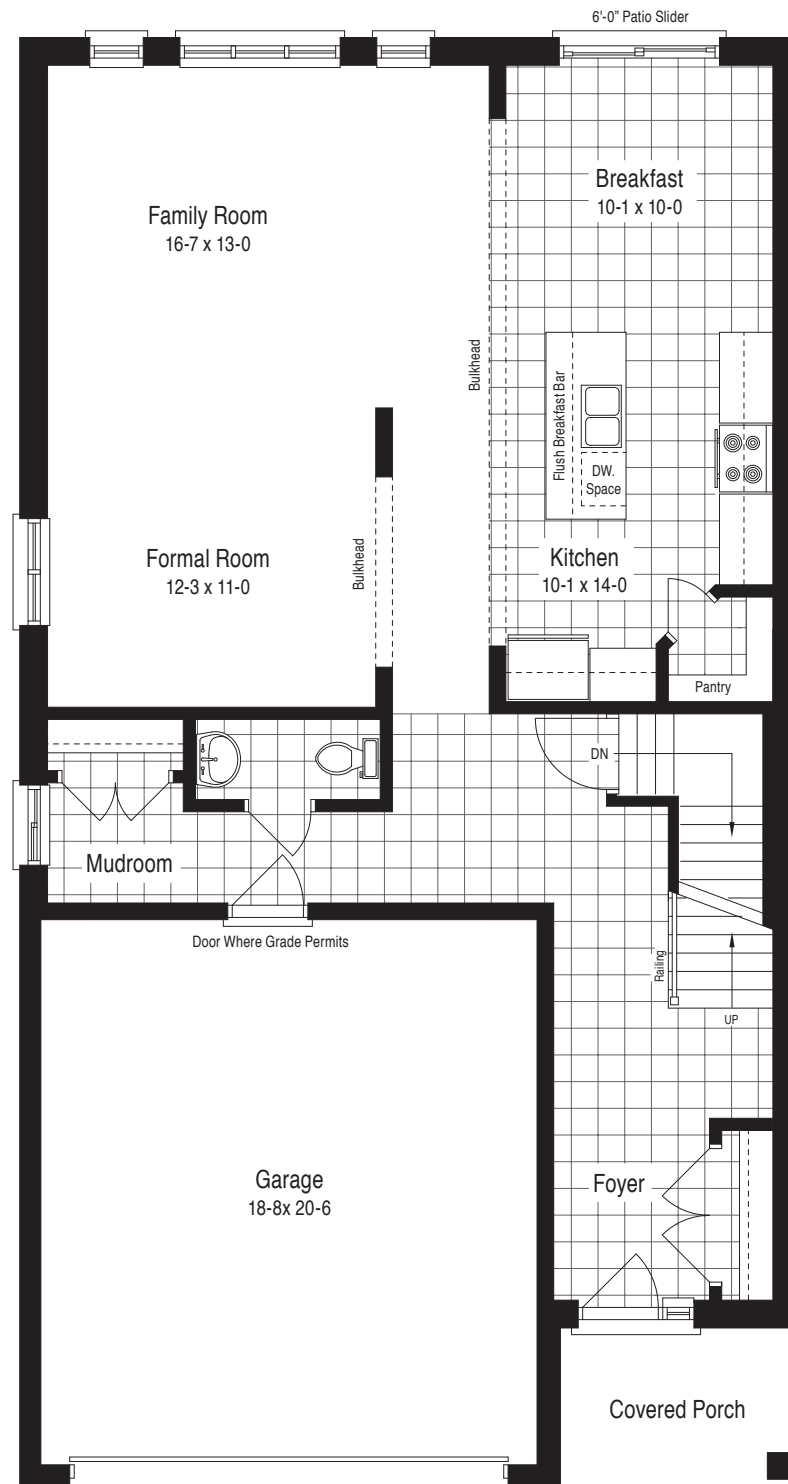 6'-0" Patio Slider
Breakfast
10-1 x 10-0
Family Room
16-7 x 13-0
Bulkhead
Flush Breakfast Bar
DW.
Space
Formal Room
12-3 x 11-0
Bulkhead
Kitchen
10-1 x 14-0
Pantry
DN
Mudroom
Door Where Grade Permits
Railing
UP
Garage
18-8x 20-6
Foyer
Covered Porch